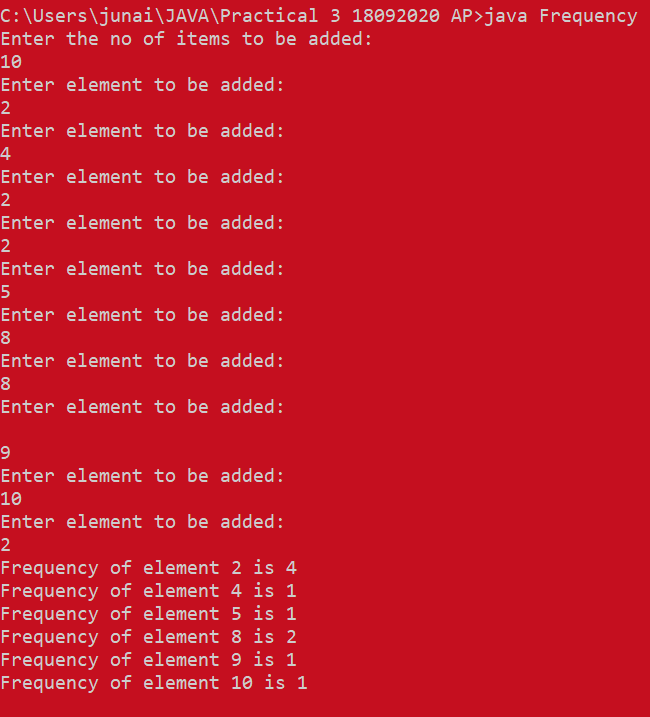 C:\Users\junai\JAVA\Practical 3 18092020 AP>java Frequency
Enter the no of items to be added:
10
Enter element to be added:
2
Enter element to be added:
4
Enter element to be added:
2
Enter element to be added:
2
Enter element to be added:
5
Enter element to be added:
8
Enter element to be added:
8
Enter element to be added:
9
Enter element to be added:
10
Enter element to be added:
2
Frequency of element 2 is 4
Frequency of element 4 is 1
Frequency of element 5 is 1
Frequency of element 8 is 2
Frequency of element 9 is 1
Frequency of element 10 is 1